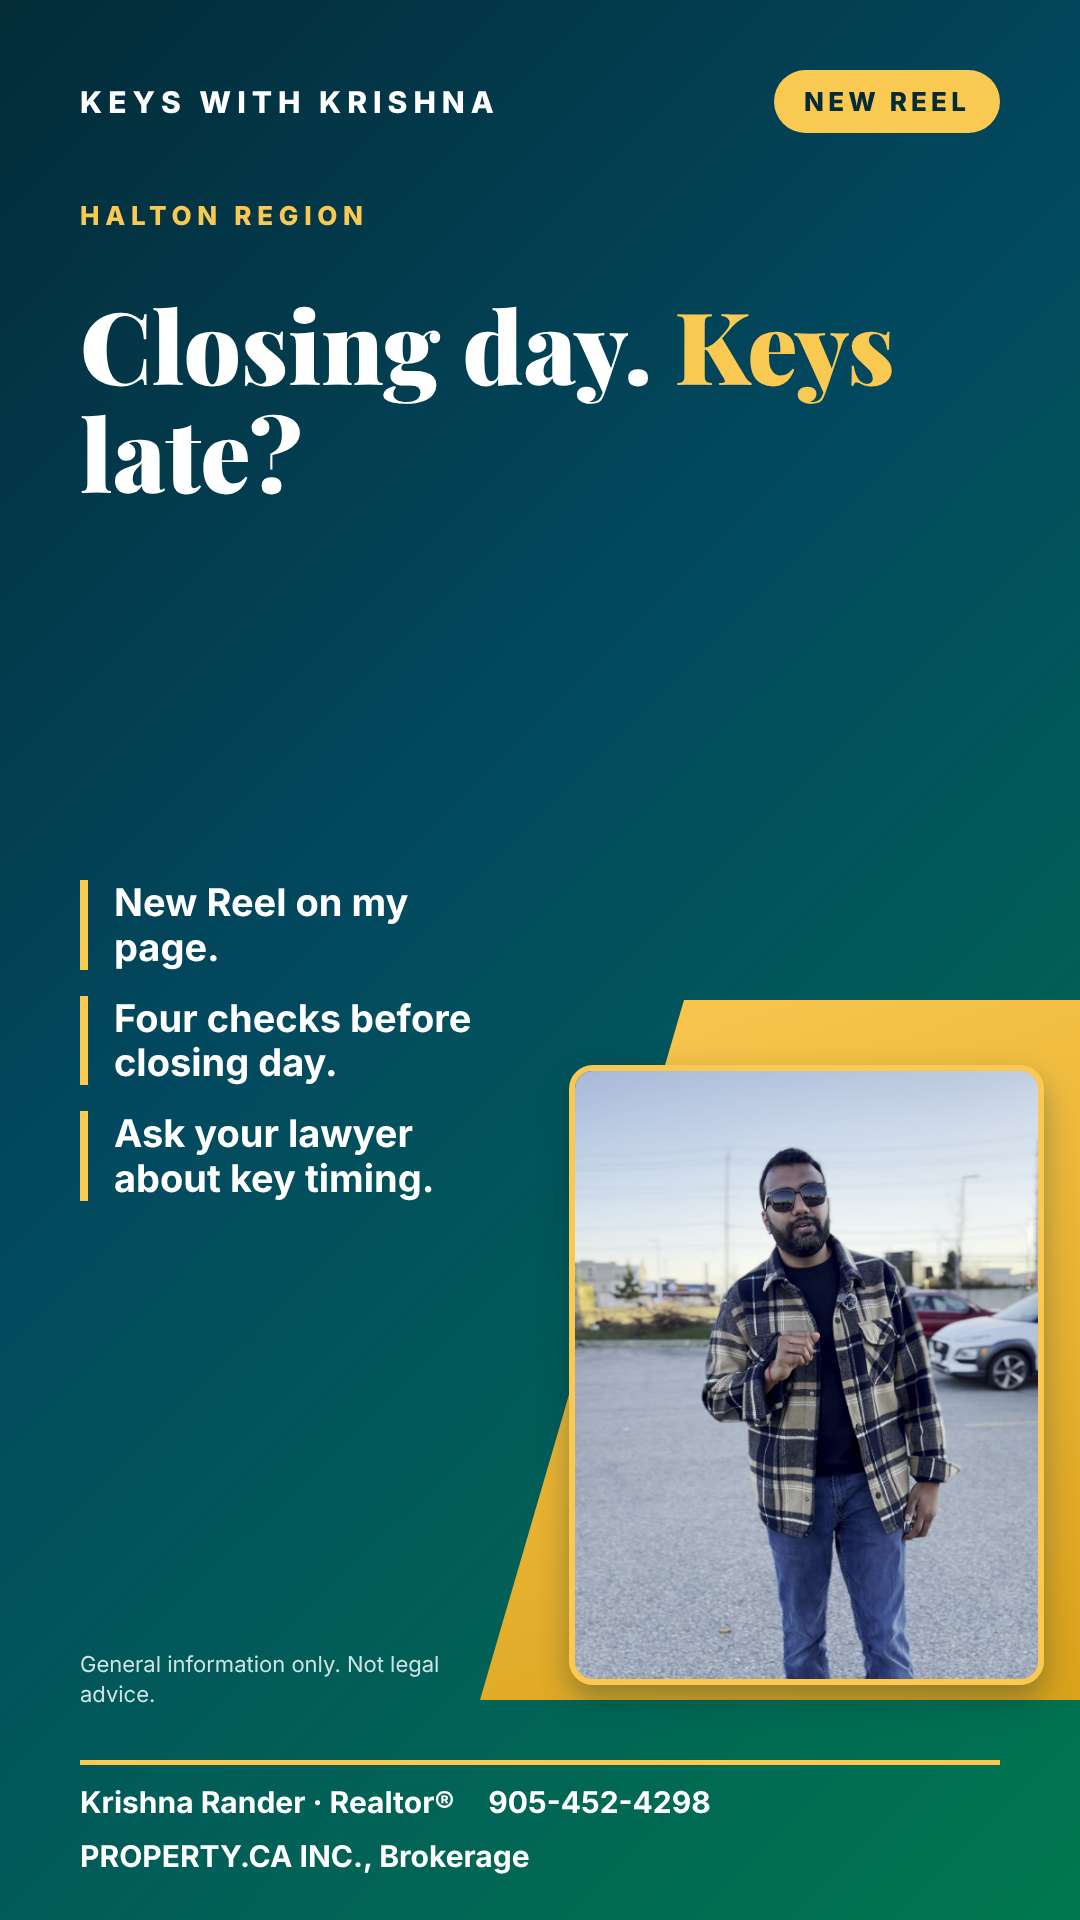 KEYS WITH KRISHNA
NEW REEL
HALTON REGION
Closing day. Keys
late?
New Reel on my
page.
Four checks before
closing day.
Ask your lawyer
about key timing.
General information only. Not legal
advice.
Krishna Rander · Realtor® 905-452-4298
PROPERTY.CA INC., Brokerage